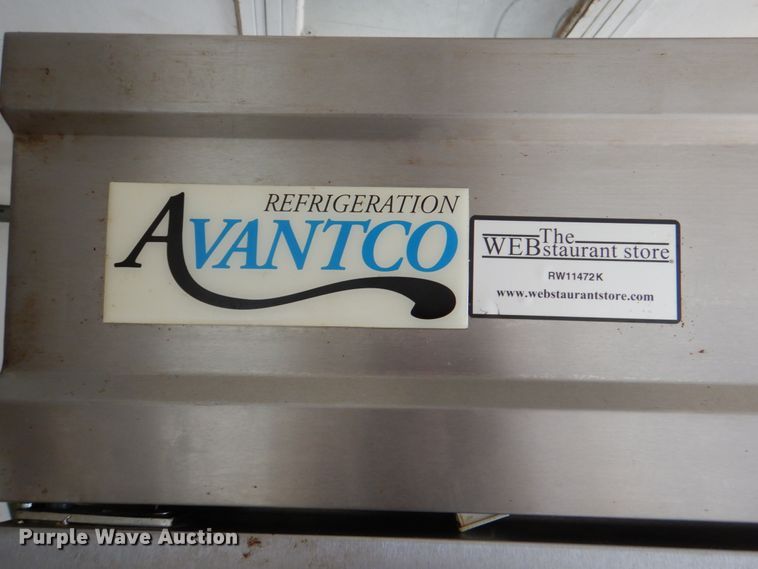 REFRIGERATION
AVANTCO
The
WEBstaurant store®
RW11472K
www.webstaurantstore.com
Purple Wave Auction